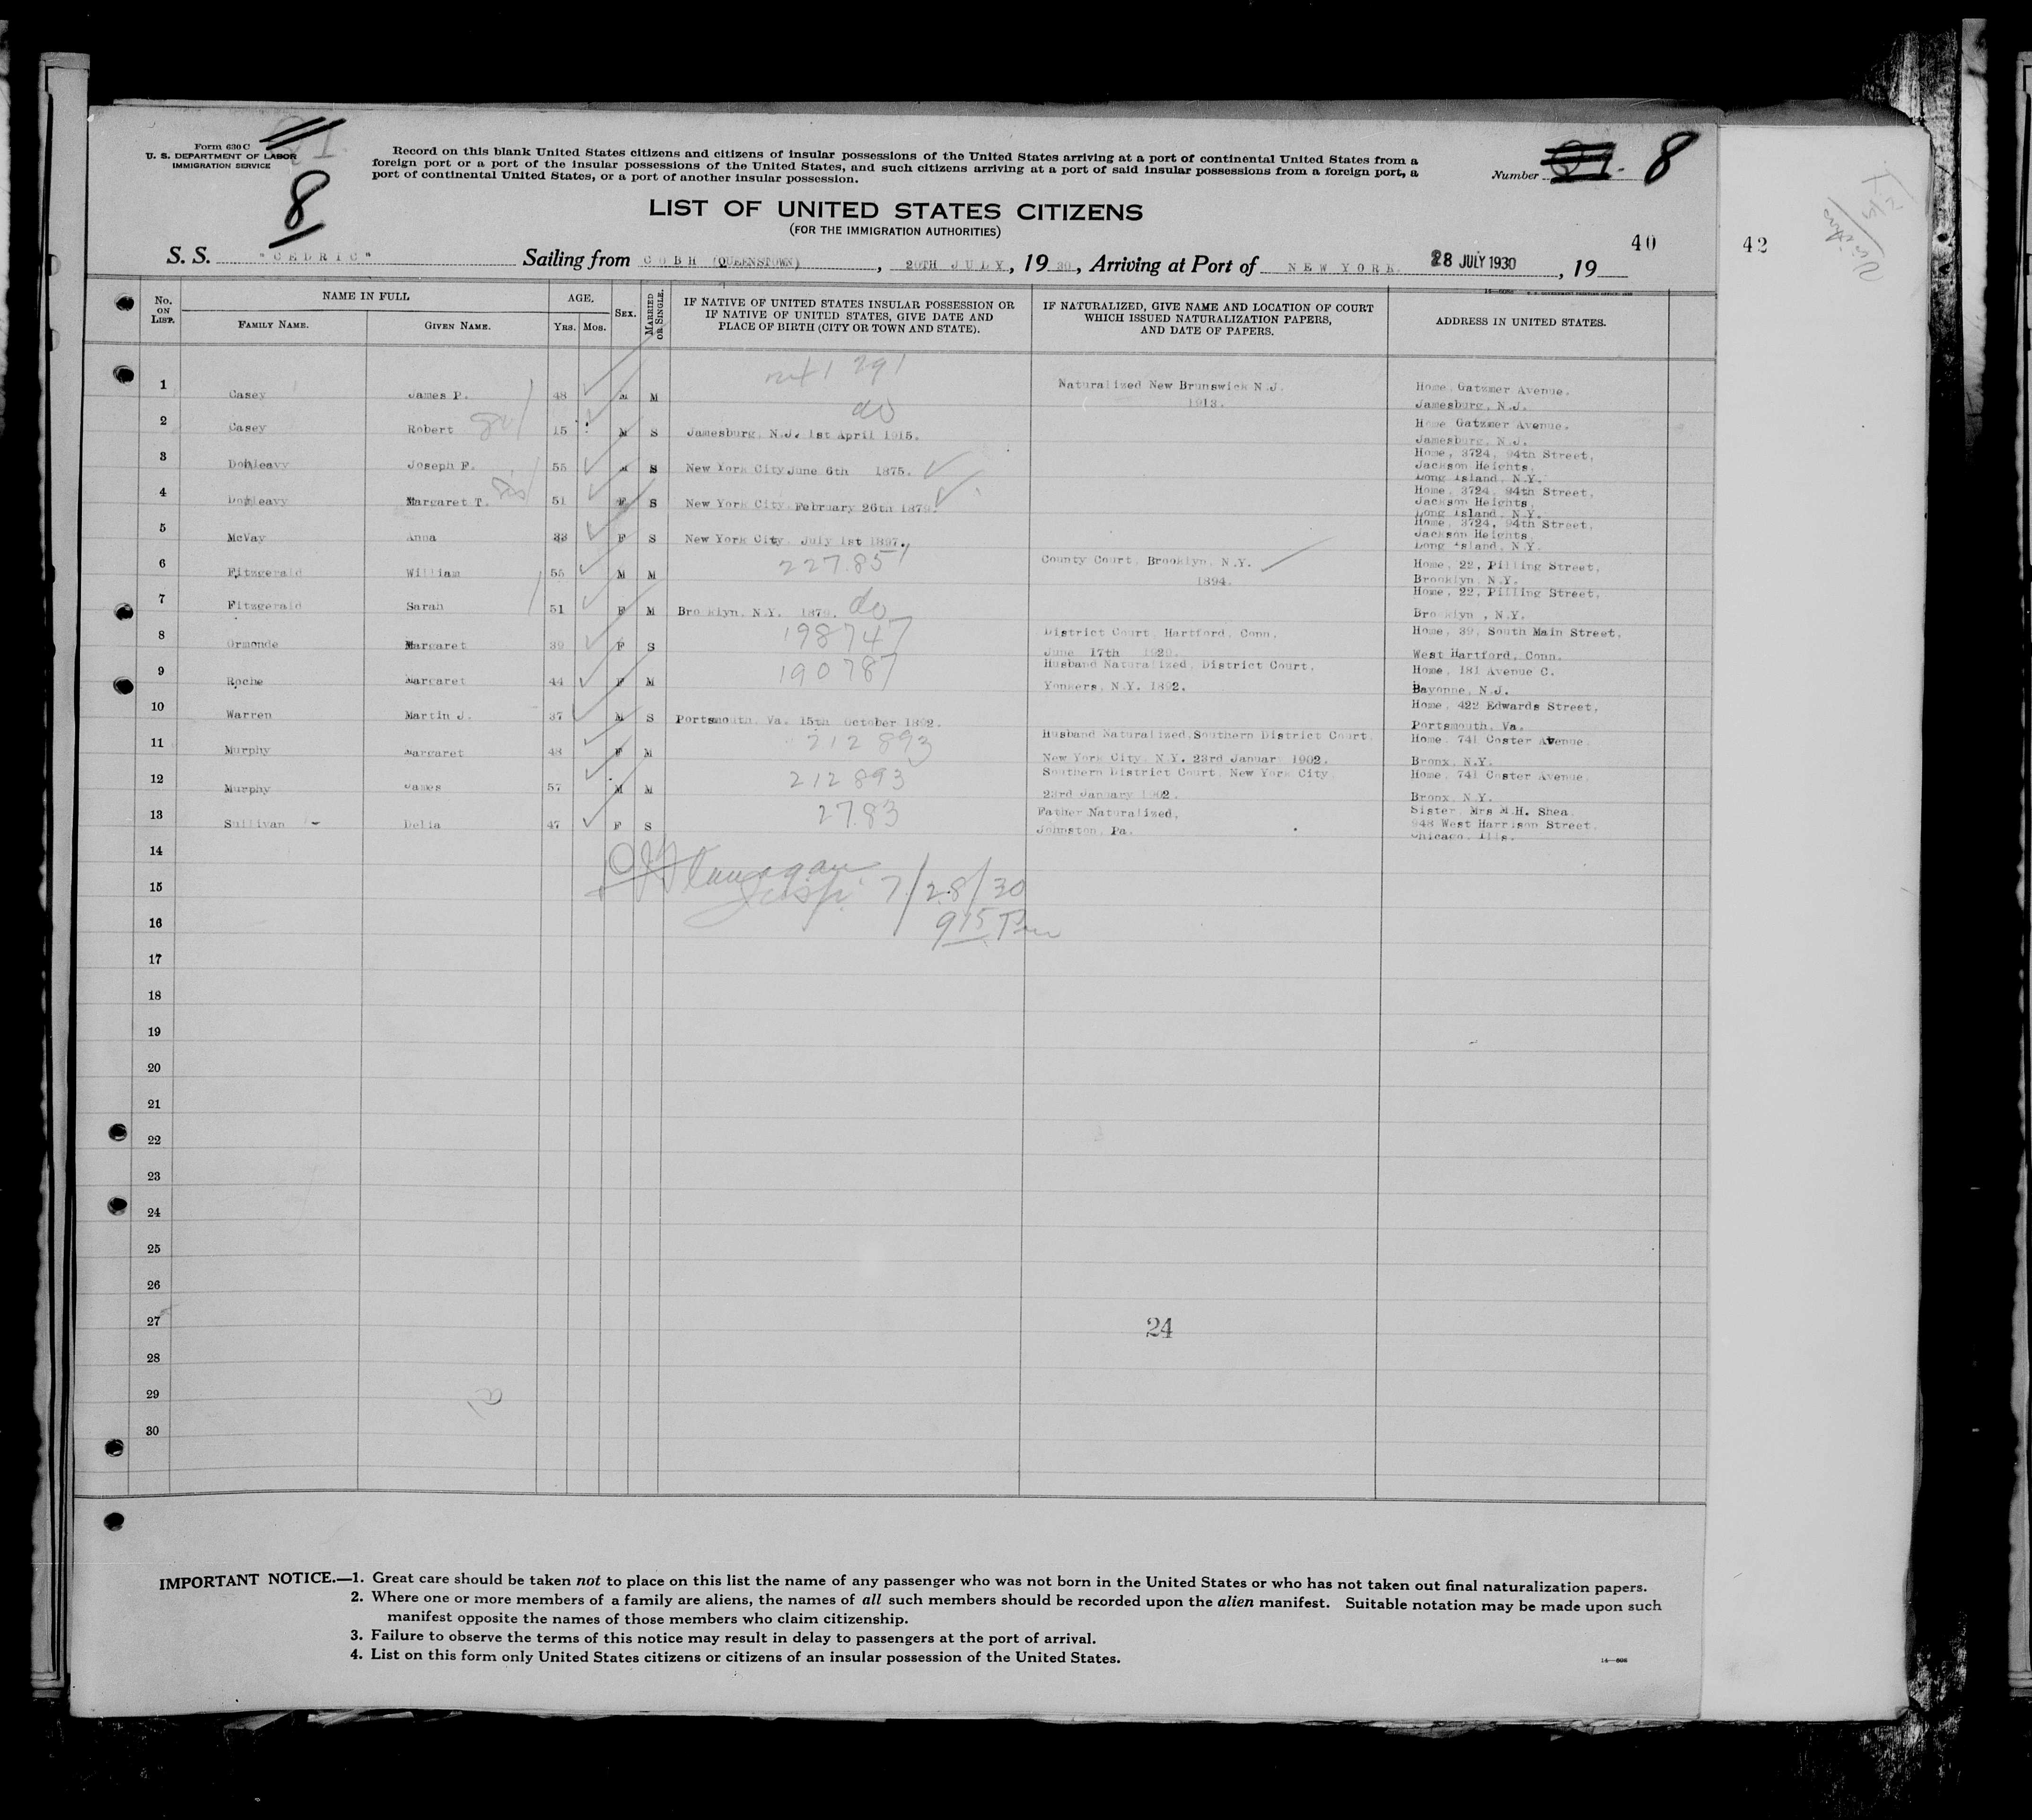 Form 630 C
U. S. DEPARTMENT OF LABOR
IMMIGRATION SERVICE
8
Record on this blank United States citizens and citizens of insular possessions of the United States arriving at a port of continental United States from a
foreign port or a port of the insular possessions of the United States, and such citizens arriving at a port of said insular possessions from a foreign port, a
port of continental United States, or a port of another insular possession.
Number 8
LIST OF UNITED STATES CITIZENS
(FOR THE IMMIGRATION AUTHORITIES)
40
42
S. S. "CEDRIC" Sailing from COBH (QUEENSTOWN), 20TH JULY, 1930, Arriving at Port of NEW YORK. 28 JULY 1930, 19
No. ON LIST. NAME IN FULL FAMILY NAME. GIVEN NAME. AGE. YRS. MOS. SEX. MARRIED OR SINGLE.
IF NATIVE OF UNITED STATES INSULAR POSSESSION OR
IF NATIVE OF UNITED STATES, GIVE DATE AND
PLACE OF BIRTH (CITY OR TOWN AND STATE).
IF NATURALIZED, GIVE NAME AND LOCATION OF COURT
WHICH ISSUED NATURALIZATION PAPERS,
AND DATE OF PAPERS.
ADDRESS IN UNITED STATES.
1 Casey James P. 48 M M 291 Naturalized New Brunswick N.J. 1913. Home, Gatzmer Avenue.
Jamesburg, N.J.
2 Casey Robert 15 M S do Jamesburg, N.J. 1st April 1915. Home Gatzmer Avenue.
Jamesburg, N.J.
3 Donleavy Joseph F. 55 M S New York City June 6th 1875. Home, 3724, 94th Street,
Jackson Heights,
Long Island, N.Y.
4 Donleavy Margaret T. 51 F S New York City February 26th 1879. Home, 3724, 94th Street,
Jackson Heights,
Long Island, N.Y.
5 McVay Anna 33 F S New York City July 1st 1897. Home, 3724, 94th Street,
Jackson Heights
Long Island, N.Y.
6 Fitzgerald William 55 M M 22785 County Court, Brooklyn, N.Y. 1894. Home, 22, Pilling Street,
Brooklyn, N.Y.
7 Fitzgerald Sarah 51 F M Brooklyn, N.Y. 1879. do Home, 22, Pilling Street,
Brooklyn, N.Y.
8 Ormonde Margaret 39 F S 198747 District Court, Hartford, Conn.
June 17th 1929. Home, 39, South Main Street,
West Hartford, Conn.
9 Roche Margaret 44 F M 190787 Husband Naturalized, District Court,
Yonkers, N.Y. 1892. Home, 181 Avenue C.
Bayonne, N.J.
10 Warren Martin J. 37 M S Portsmouth, Va. 15th October 1892. Home, 422 Edwards Street,
Portsmouth, Va.
11 Murphy Margaret 48 F M 212893 Husband Naturalized, Southern District Court,
New York City, N.Y. 23rd January 1902. Home, 741 Coster Avenue
Bronx, N.Y.
12 Murphy James 57 M M 212893 Southern District Court, New York City
23rd January 1902. Home, 741 Coster Avenue,
Bronx, N.Y.
13 Sullivan Delia 47 F S 2783 Father Naturalized,
Johnston, Pa. Sister, Mrs M.H. Shea
948 West Harrison Street,
Chicago, Ills.
14
Flanagan
15
Insp. 7/28/30
16
9 15 Pm
17
18
19
20
21
22
23
24
25
26
27
24
28
29
30
IMPORTANT NOTICE.—1. Great care should be taken not to place on this list the name of any passenger who was not born in the United States or who has not taken out final naturalization papers.
2. Where one or more members of a family are aliens, the names of all such members should be recorded upon the alien manifest. Suitable notation may be made upon such
manifest opposite the names of those members who claim citizenship.
3. Failure to observe the terms of this notice may result in delay to passengers at the port of arrival.
4. List on this form only United States citizens or citizens of an insular possession of the United States.